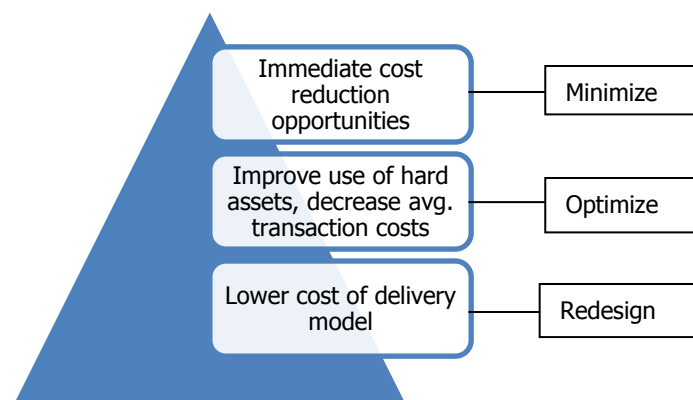 Immediate cost
reduction
opportunities
Minimize
Improve use of hard
assets, decrease avg.
transaction costs
Optimize
Lower cost of delivery
model
Redesign